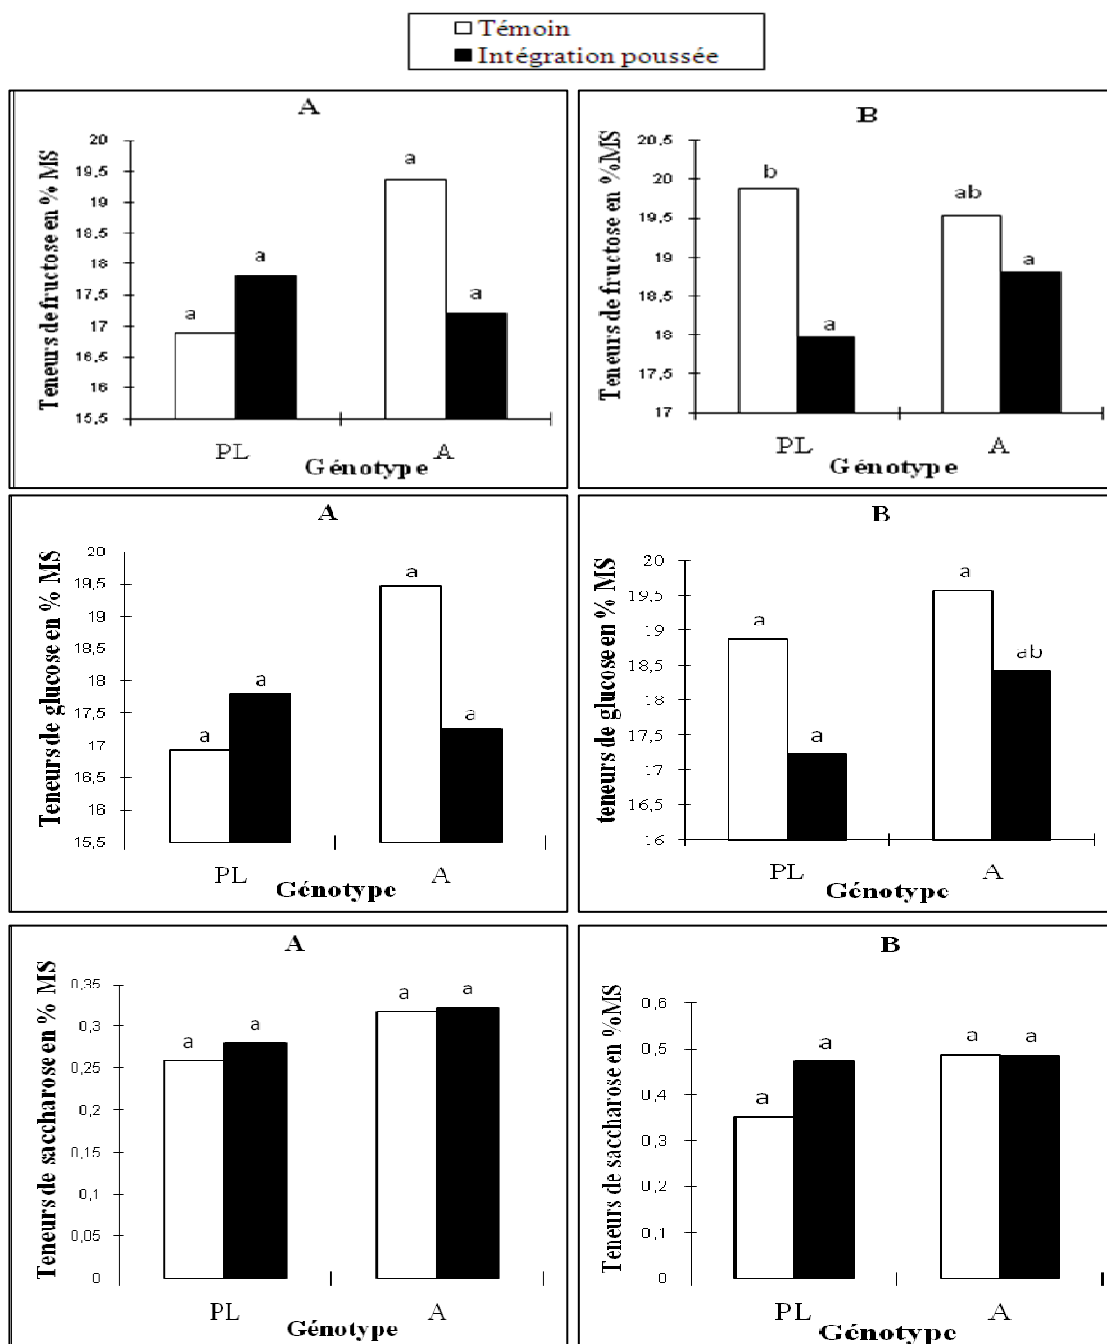 Témoin
Intégration poussée
A
Teneurs de fructose en % MS
20
19,5
19
18,5
18
17,5
17
16,5
16
15,5
a
a
a
a
PL
A
Génotype
B
Teneurs de fructose en %MS
20,5
20
19,5
19
18,5
18
17,5
17
b
a
ab
a
PL
A
Génotype
A
Teneurs de glucose en % MS
20
19,5
19
18,5
18
17,5
17
16,5
16
15,5
a
a
a
a
PL
A
Génotype
B
teneurs de glucose en % MS
20
19,5
19
18,5
18
17,5
17
16,5
16
a
a
a
ab
PL
A
Génotype
A
Teneurs de saccharose en % MS
0,35
0,3
0,25
0,2
0,15
0,1
0,05
0
a
a
a
a
PL
A
Génotype
B
Teneurs de saccharose en %MS
0,6
0,5
0,4
0,3
0,2
0,1
0
a
a
a
a
PL
A
Génotype